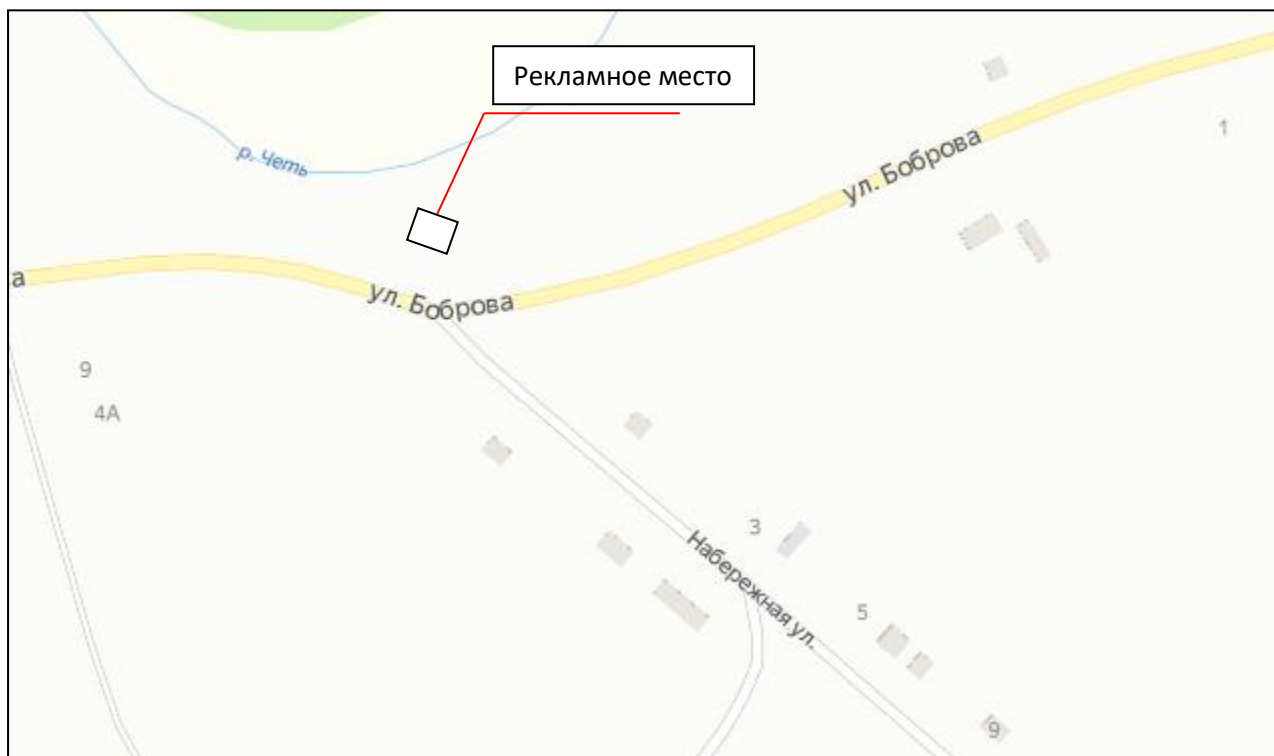 Рекламное место
1
р. Четь
ул. Боброва
а
ул. Боброва
9
4А
3
Набережная ул.
5
9